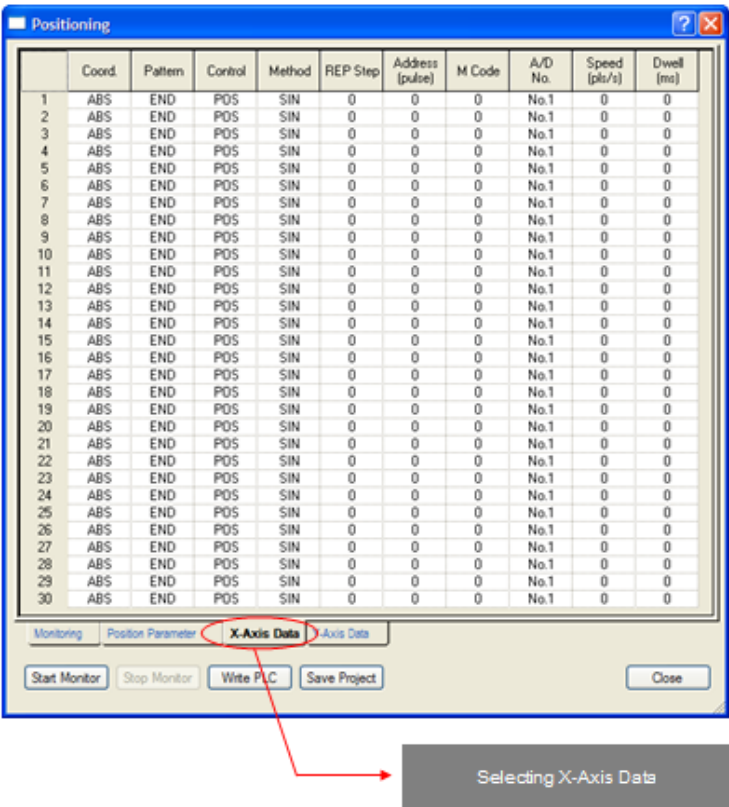 Positioning
Coord. Pattern Control Method REP Step Address (pulse) M Code A/D No. Speed (pls/s) Dwell (ms)
1 ABS END POS SIN 0 0 0 No.1 0 0
2 ABS END POS SIN 0 0 0 No.1 0 0
3 ABS END POS SIN 0 0 0 No.1 0 0
4 ABS END POS SIN 0 0 0 No.1 0 0
5 ABS END POS SIN 0 0 0 No.1 0 0
6 ABS END POS SIN 0 0 0 No.1 0 0
7 ABS END POS SIN 0 0 0 No.1 0 0
8 ABS END POS SIN 0 0 0 No.1 0 0
9 ABS END POS SIN 0 0 0 No.1 0 0
10 ABS END POS SIN 0 0 0 No.1 0 0
11 ABS END POS SIN 0 0 0 No.1 0 0
12 ABS END POS SIN 0 0 0 No.1 0 0
13 ABS END POS SIN 0 0 0 No.1 0 0
14 ABS END POS SIN 0 0 0 No.1 0 0
15 ABS END POS SIN 0 0 0 No.1 0 0
16 ABS END POS SIN 0 0 0 No.1 0 0
17 ABS END POS SIN 0 0 0 No.1 0 0
18 ABS END POS SIN 0 0 0 No.1 0 0
19 ABS END POS SIN 0 0 0 No.1 0 0
20 ABS END POS SIN 0 0 0 No.1 0 0
21 ABS END POS SIN 0 0 0 No.1 0 0
22 ABS END POS SIN 0 0 0 No.1 0 0
23 ABS END POS SIN 0 0 0 No.1 0 0
24 ABS END POS SIN 0 0 0 No.1 0 0
25 ABS END POS SIN 0 0 0 No.1 0 0
26 ABS END POS SIN 0 0 0 No.1 0 0
27 ABS END POS SIN 0 0 0 No.1 0 0
28 ABS END POS SIN 0 0 0 No.1 0 0
29 ABS END POS SIN 0 0 0 No.1 0 0
30 ABS END POS SIN 0 0 0 No.1 0 0
Monitoring Position Parameter X-Axis Data -Axis Data
Start Monitor Stop Monitor Write PLC Save Project Close
Selecting X-Axis Data